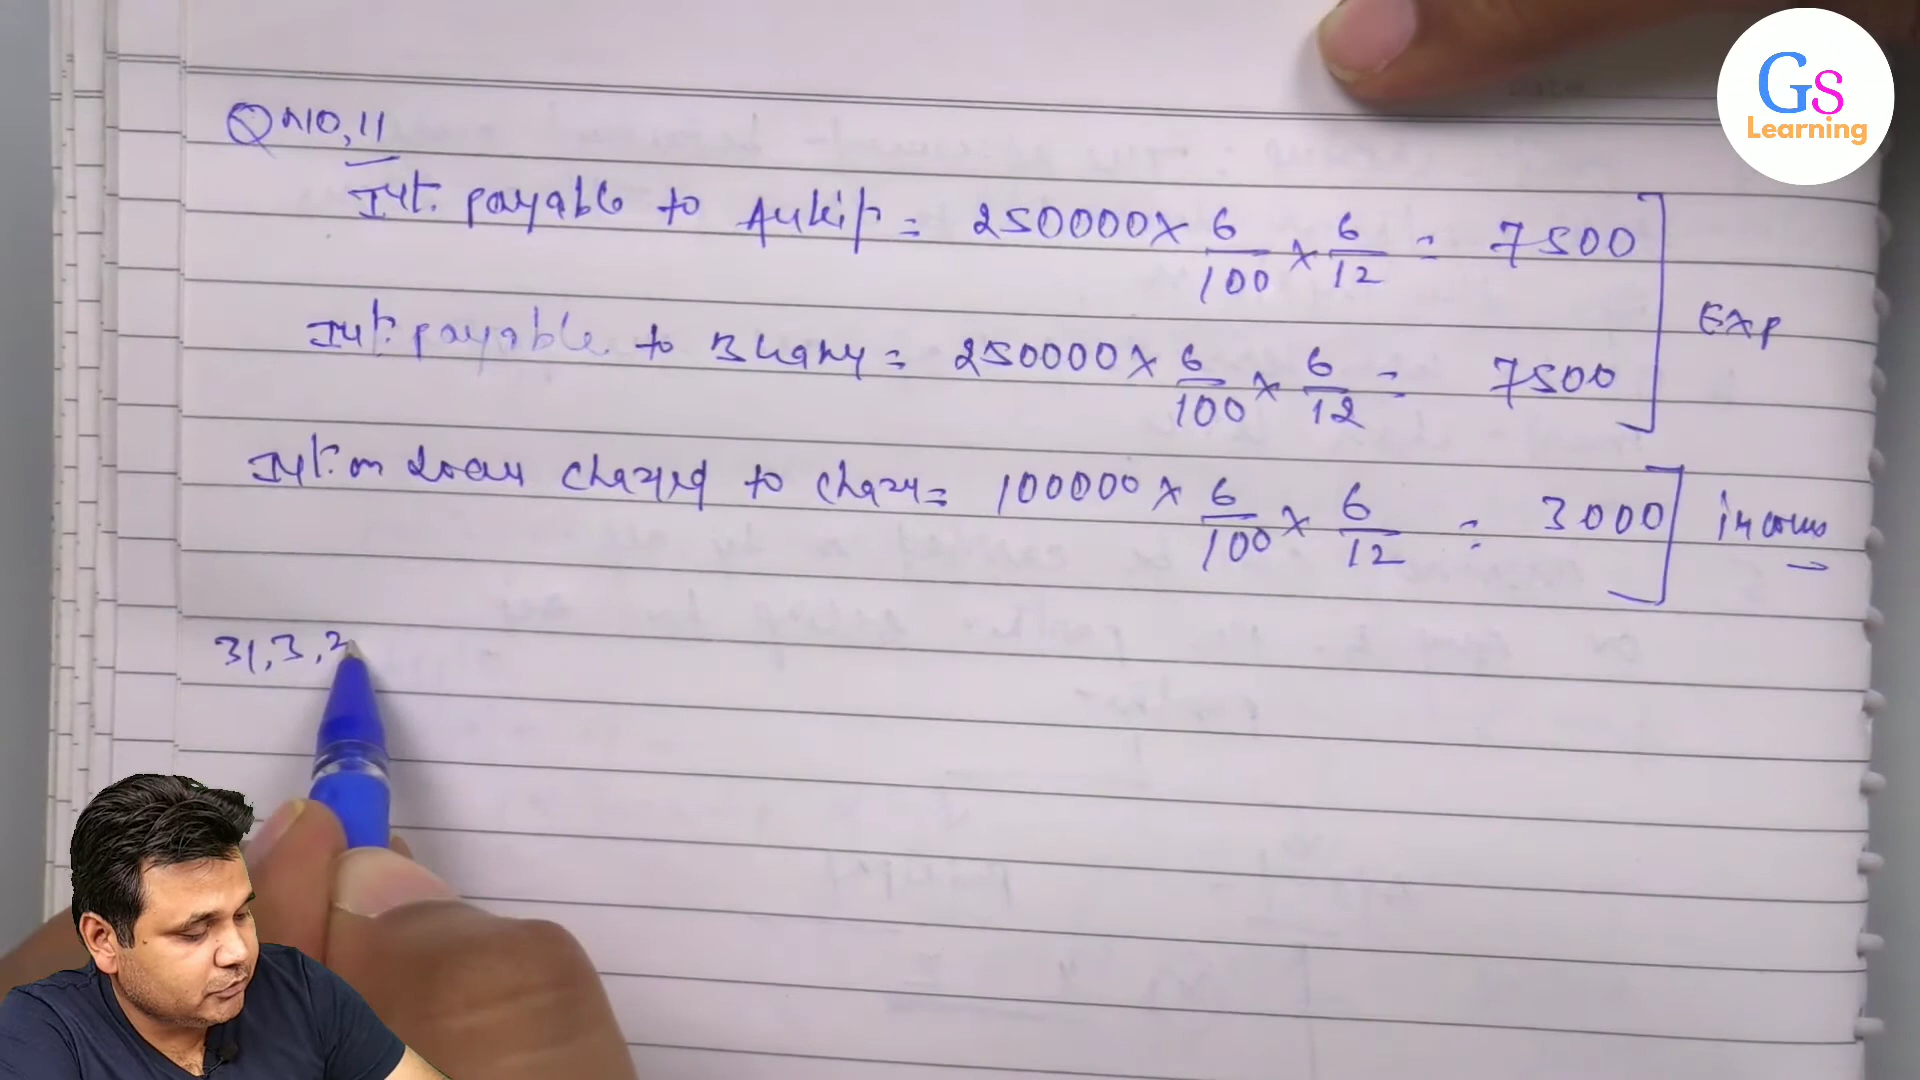 GS
Learning
Qn10,11
Int. payable to Ankit = 250000 × 6/100 × 6/12 = 7500
Exp
Int. payable to Bhanu = 250000 × 6/100 × 6/12 = 7500
Int. on Loan charged to charu = 100000 × 6/100 × 6/12 = 3000
income
31,3,2